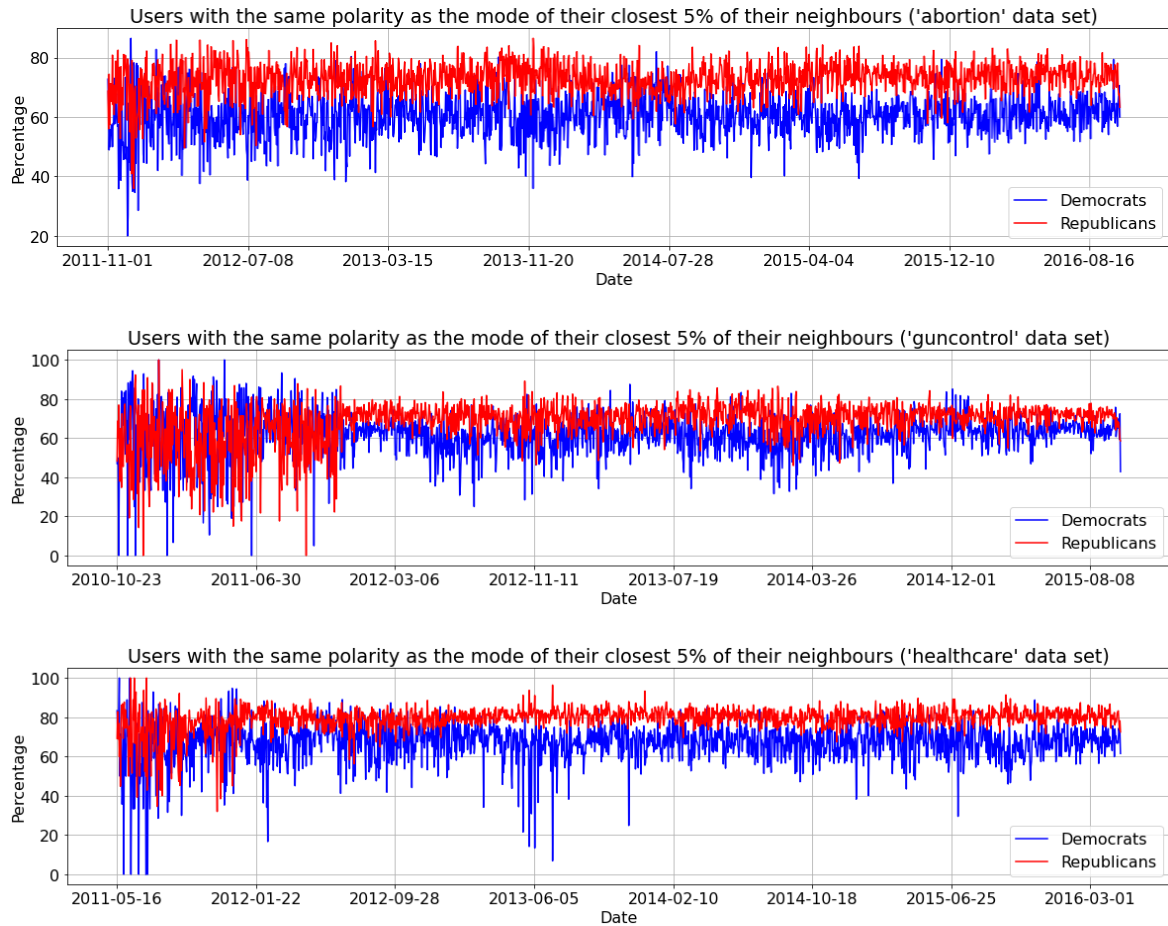 Users with the same polarity as the mode of their closest 5% of their neighbours ('abortion' data set)
80
60
40
20
Percentage
Democrats
Republicans
2011-11-01 2012-07-08 2013-03-15 2013-11-20 2014-07-28 2015-04-04 2015-12-10 2016-08-16
Date
Users with the same polarity as the mode of their closest 5% of their neighbours ('guncontrol' data set)
100
80
60
40
20
0
Percentage
Democrats
Republicans
2010-10-23 2011-06-30 2012-03-06 2012-11-11 2013-07-19 2014-03-26 2014-12-01 2015-08-08
Date
Users with the same polarity as the mode of their closest 5% of their neighbours ('healthcare' data set)
100
80
60
40
20
0
Percentage
Democrats
Republicans
2011-05-16 2012-01-22 2012-09-28 2013-06-05 2014-02-10 2014-10-18 2015-06-25 2016-03-01
Date